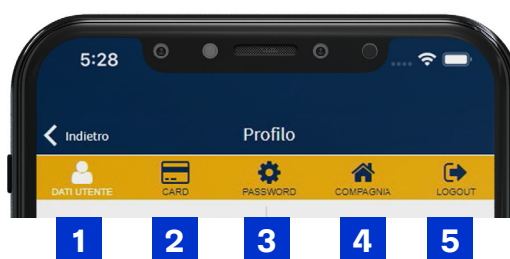 5:28
Indietro Profilo
DATI UTENTE CARD PASSWORD COMPAGNIA LOGOUT
1 2 3 4 5